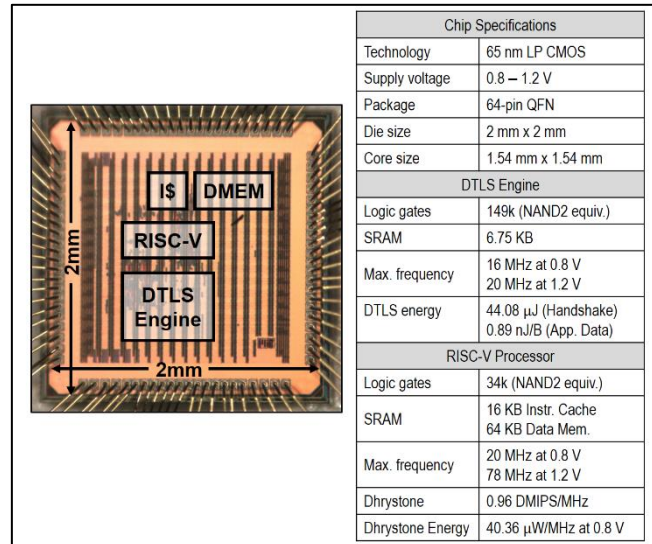 I$ DMEM
RISC-V
DTLS
Engine
2mm
2mm
Chip Specifications
Technology 65 nm LP CMOS
Supply voltage 0.8 – 1.2 V
Package 64-pin QFN
Die size 2 mm x 2 mm
Core size 1.54 mm x 1.54 mm
DTLS Engine
Logic gates 149k (NAND2 equiv.)
SRAM 6.75 KB
Max. frequency 16 MHz at 0.8 V
20 MHz at 1.2 V
DTLS energy 44.08 μJ (Handshake)
0.89 nJ/B (App. Data)
RISC-V Processor
Logic gates 34k (NAND2 equiv.)
SRAM 16 KB Instr. Cache
64 KB Data Mem.
Max. frequency 20 MHz at 0.8 V
78 MHz at 1.2 V
Dhrystone 0.96 DMIPS/MHz
Dhrystone Energy 40.36 μW/MHz at 0.8 V